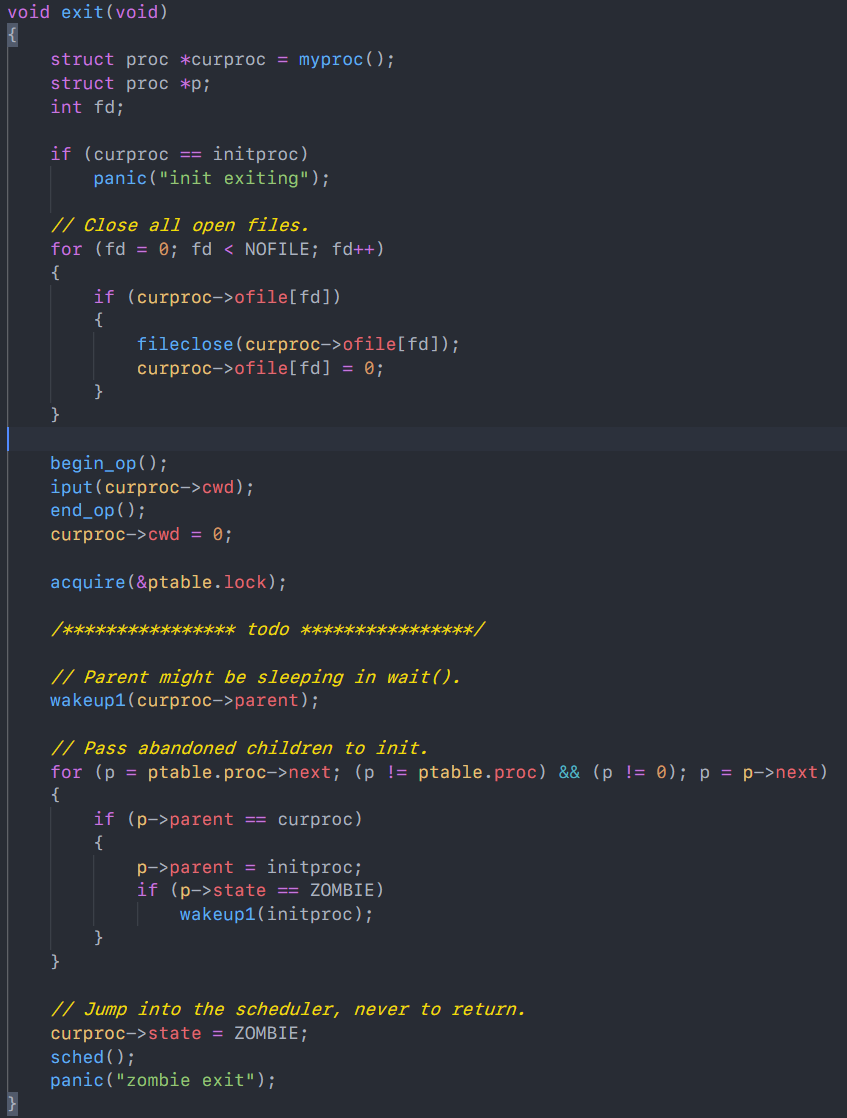 void exit(void)
{
    struct proc *curproc = myproc();
    struct proc *p;
    int fd;

    if (curproc == initproc)
        panic("init exiting");

    // Close all open files.
    for (fd = 0; fd < NOFILE; fd++)
    {
        if (curproc->ofile[fd])
        {
            fileclose(curproc->ofile[fd]);
            curproc->ofile[fd] = 0;
        }
    }

    begin_op();
    iput(curproc->cwd);
    end_op();
    curproc->cwd = 0;

    acquire(&ptable.lock);

    /**************** todo ****************/

    // Parent might be sleeping in wait().
    wakeup1(curproc->parent);

    // Pass abandoned children to init.
    for (p = ptable.proc->next; (p != ptable.proc) && (p != 0); p = p->next)
    {
        if (p->parent == curproc)
        {
            p->parent = initproc;
            if (p->state == ZOMBIE)
                wakeup1(initproc);
        }
    }

    // Jump into the scheduler, never to return.
    curproc->state = ZOMBIE;
    sched();
    panic("zombie exit");
}